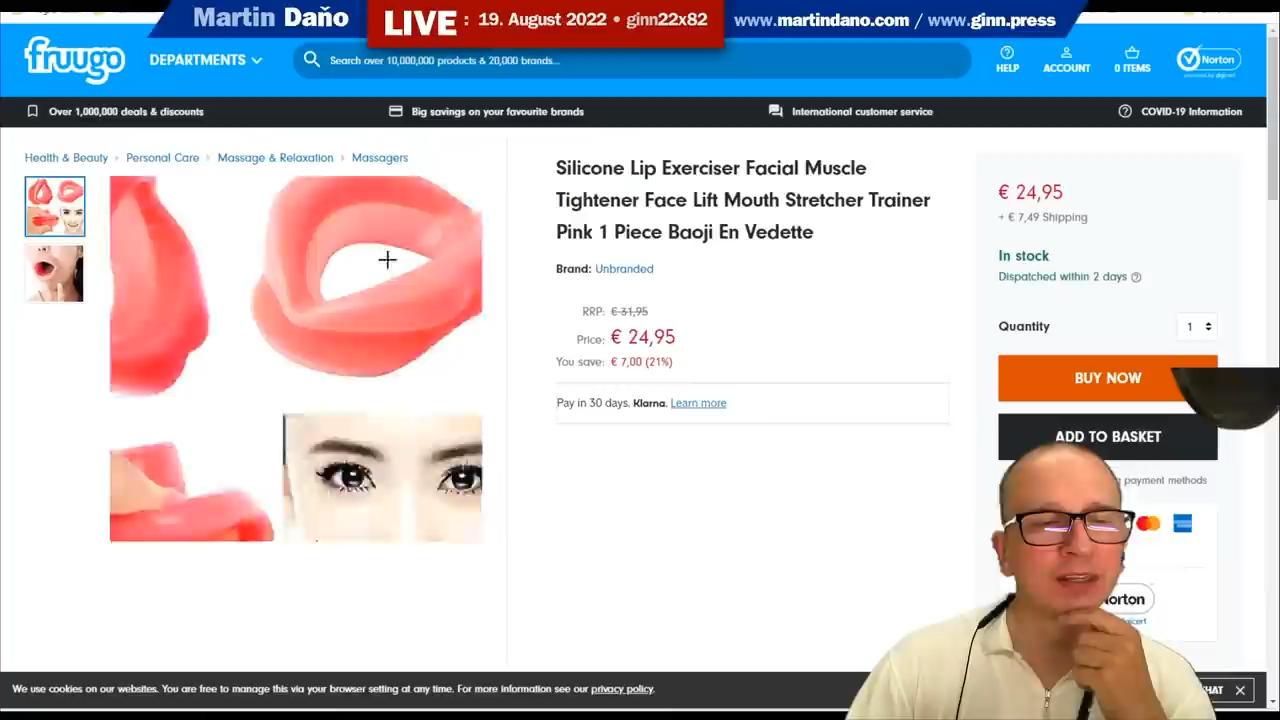 Martin Daňo
LIVE : 19. August 2022 • ginn22x82
www.martindano.com / www.ginn.press
fruugo
DEPARTMENTS
Search over 10,000,000 products & 20,000 brands...
HELP
ACCOUNT
0 ITEMS
Norton
powered by digicert
Over 1,000,000 deals & discounts
Big savings on your favourite brands
International customer service
COVID-19 Information
Health & Beauty
Personal Care
Massage & Relaxation
Massagers
Silicone Lip Exerciser Facial Muscle
Tightener Face Lift Mouth Stretcher Trainer
Pink 1 Piece Baoji En Vedette
Brand: Unbranded
RRP: € 31,95
Price: € 24,95
You save: € 7,00 (21%)
Pay in 30 days. Klarna. Learn more
€ 24,95
+ € 7,49 Shipping
In stock
Dispatched within 2 days
Quantity
1
BUY NOW
ADD TO BASKET
payment methods
Norton
We use cookies on our websites. You are free to manage this via your browser setting at any time. For more information see our privacy policy.